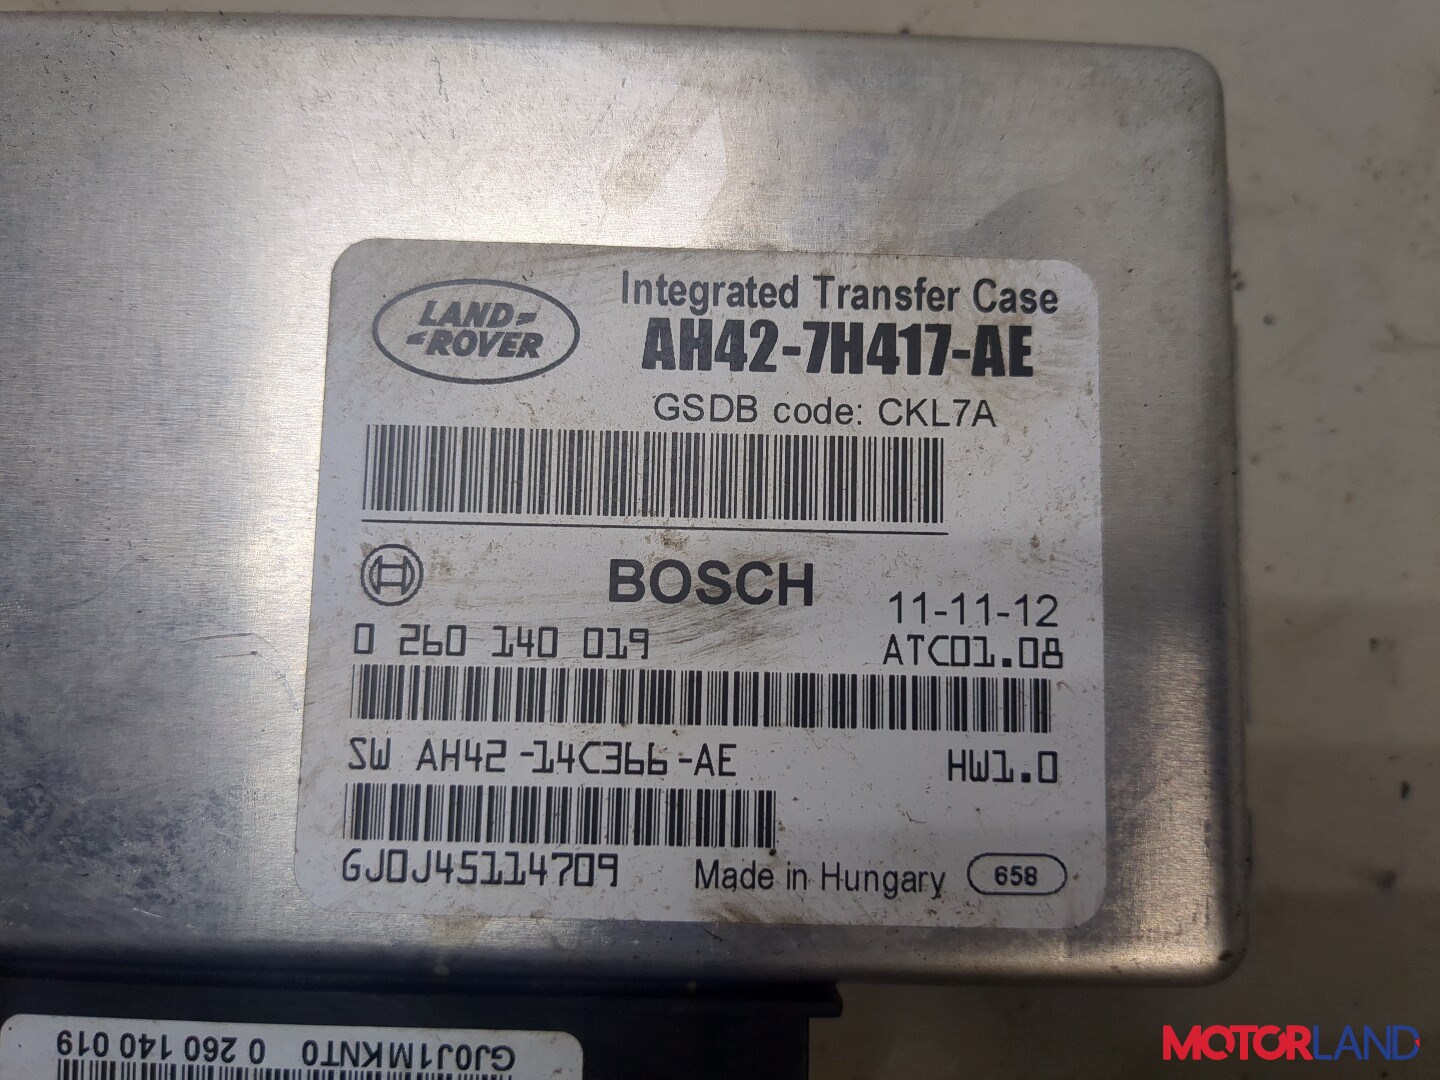 LAND-
-ROVER
Integrated Transfer Case
AH42-7H417-AE
GSDB code: CKL7A
BOSCH
11-11-12
0 260 140 019
ATC01.08
SW AH42-14C366-AE
HW1.0
GJ0J45114709
Made in Hungary
658
GJ0J1MKNT0 0 260 140 019
MOTORLAND